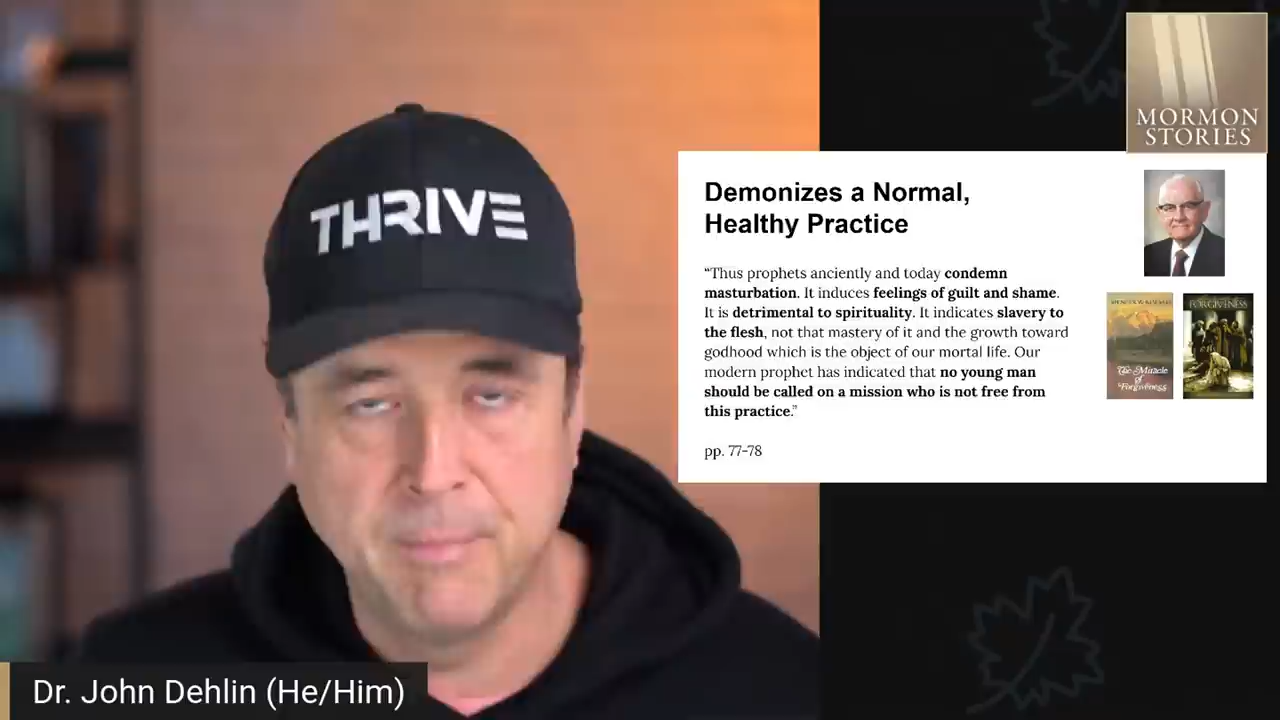 THRIVE
MORMON
STORIES
Demonizes a Normal,
Healthy Practice
“Thus prophets anciently and today condemn
masturbation. It induces feelings of guilt and shame.
It is detrimental to spirituality. It indicates slavery to
the flesh, not that mastery of it and the growth toward
godhood which is the object of our mortal life. Our
modern prophet has indicated that no young man
should be called on a mission who is not free from
this practice.”
pp. 77-78
The Miracle
of
Forgiveness
FORGIVENESS
Dr. John Dehlin (He/Him)